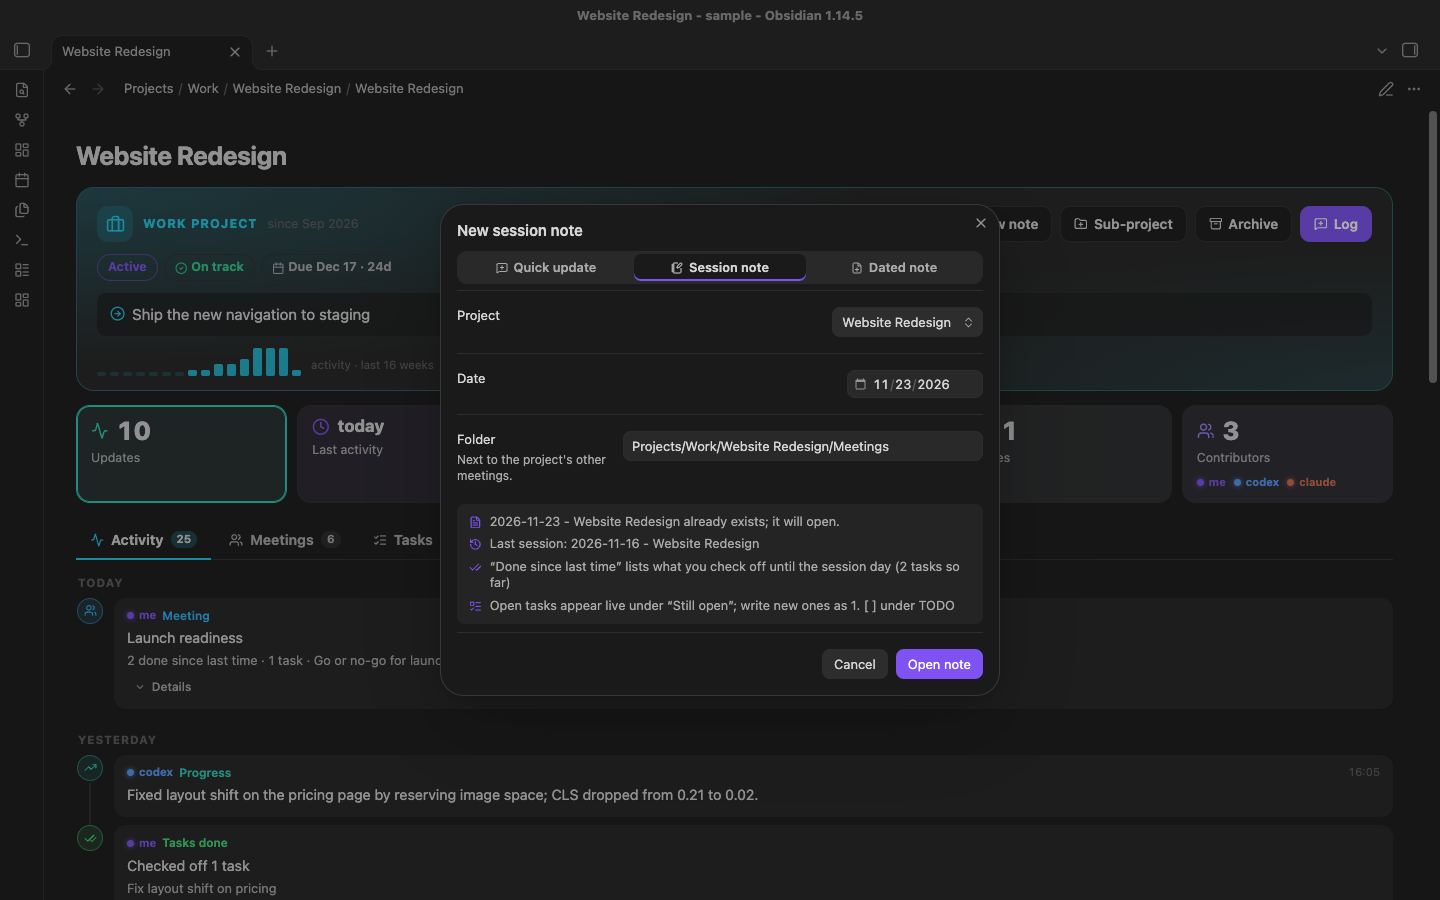 Website Redesign - sample - Obsidian 1.14.5
Website Redesign
Projects / Work / Website Redesign / Website Redesign
Website Redesign
WORK PROJECT since Sep 2026
note
Sub-project
Archive
Log
Active
On track
Due Dec 17 · 24d
Ship the new navigation to staging
activity · last 16 weeks
10
Updates
today
Last activity
1
3
Contributors
me codex claude
Activity 25
Meetings 6
Tasks
TODAY
me Meeting
Launch readiness
2 done since last time · 1 task · Go or no-go for
Details
YESTERDAY
codex Progress
16:05
Fixed layout shift on the pricing page by reserving image space; CLS dropped from 0.21 to 0.02.
me Tasks done
Checked off 1 task
Fix layout shift on pricing
New session note
Quick update
Session note
Dated note
Project
Website Redesign
Date
11/23/2026
Folder
Next to the project's other
meetings.
Projects/Work/Website Redesign/Meetings
2026-11-23 - Website Redesign already exists; it will open.
Last session: 2026-11-16 - Website Redesign
“Done since last time” lists what you check off until the session day (2 tasks so
far)
Open tasks appear live under “Still open”; write new ones as 1. [ ] under TODO
Cancel
Open note